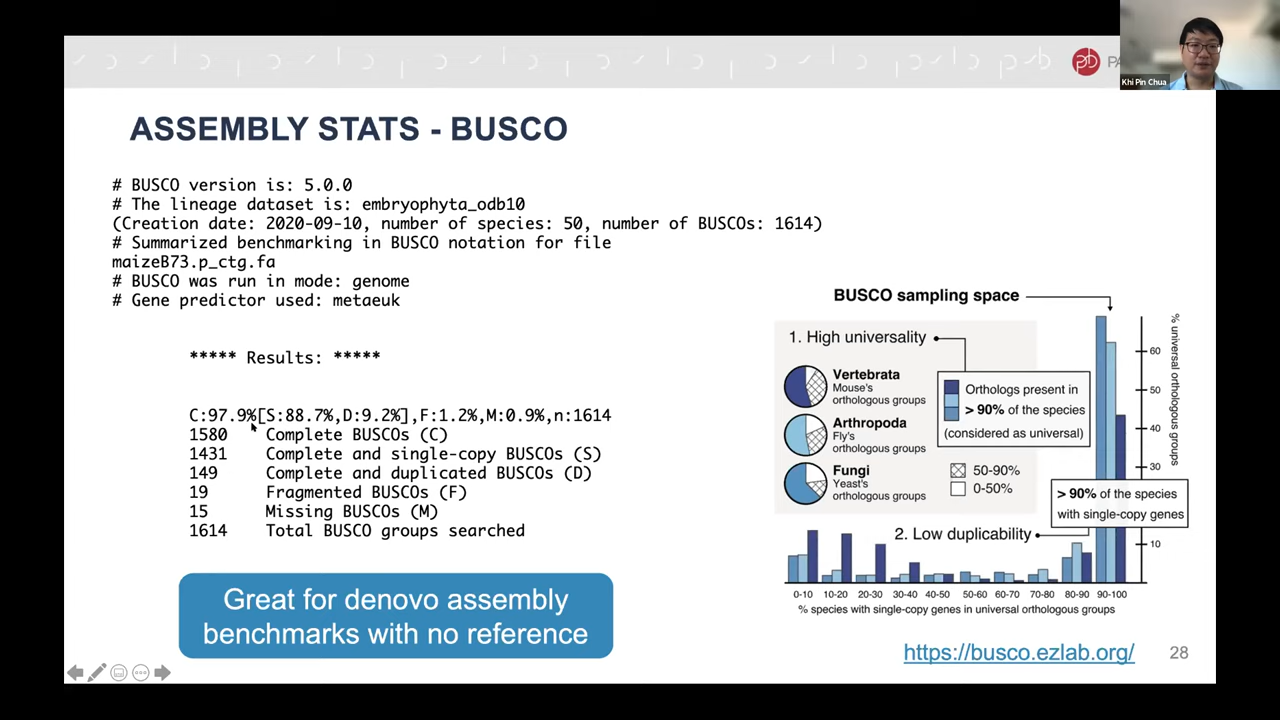 PA
Khi Pin Chua
ASSEMBLY STATS - BUSCO
# BUSCO version is: 5.0.0
# The lineage dataset is: embryophyta_odb10
(Creation date: 2020-09-10, number of species: 50, number of BUSCOs: 1614)
# Summarized benchmarking in BUSCO notation for file
maizeB73.p_ctg.fa
# BUSCO was run in mode: genome
# Gene predictor used: metaeuk
***** Results: *****
C:97.9%[S:88.7%,D:9.2%],F:1.2%,M:0.9%,n:1614
1580 Complete BUSCOs (C)
1431 Complete and single-copy BUSCOs (S)
149 Complete and duplicated BUSCOs (D)
19 Fragmented BUSCOs (F)
15 Missing BUSCOs (M)
1614 Total BUSCO groups searched
Great for denovo assembly
benchmarks with no reference
BUSCO sampling space
1. High universality
Vertebrata
Mouse's
orthologous groups
Arthropoda
Fly's
orthologous groups
Fungi
Yeast's
orthologous groups
Orthologs present in
> 90% of the species
(considered as universal)
50-90%
0-50%
> 90% of the species
with single-copy genes
2. Low duplicability
% universal orthologous groups
60
50
40
30
10
0-10 10-20 20-30 30-40 40-50 50-60 60-70 70-80 80-90 90-100
% species with single-copy genes in universal orthologous groups
https://busco.ezlab.org/
28